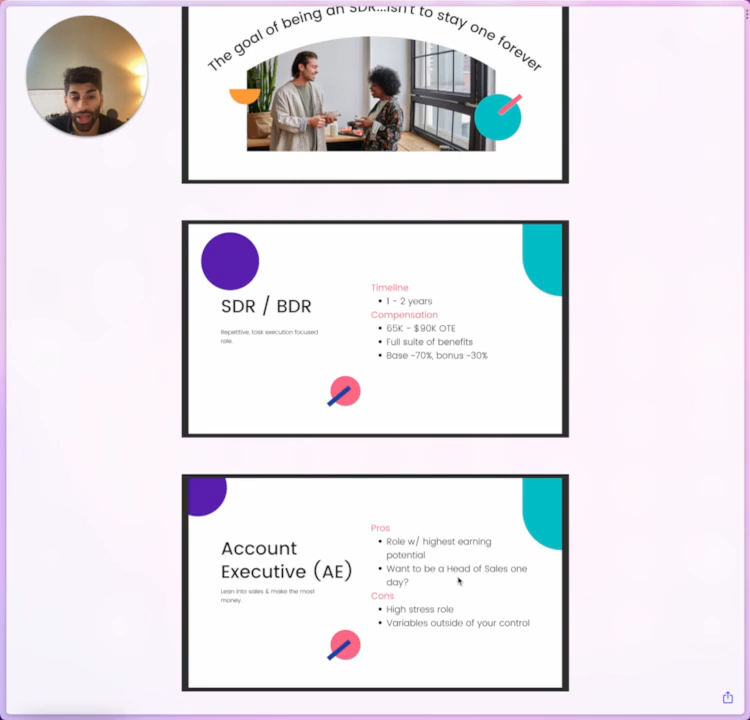 The goal of being an SDR...isn't to stay one forever
SDR / BDR
Repetitive, task execution focused
role.
Timeline
• 1 - 2 years
Compensation
• 65K - $90K OTE
• Full suite of benefits
• Base ~70%, bonus ~30%
Account
Executive (AE)
Lean into sales & make the most
money.
Pros
• Role w/ highest earning
potential
• Want to be a Head of Sales one
day?
Cons
• High stress role
• Variables outside of your control